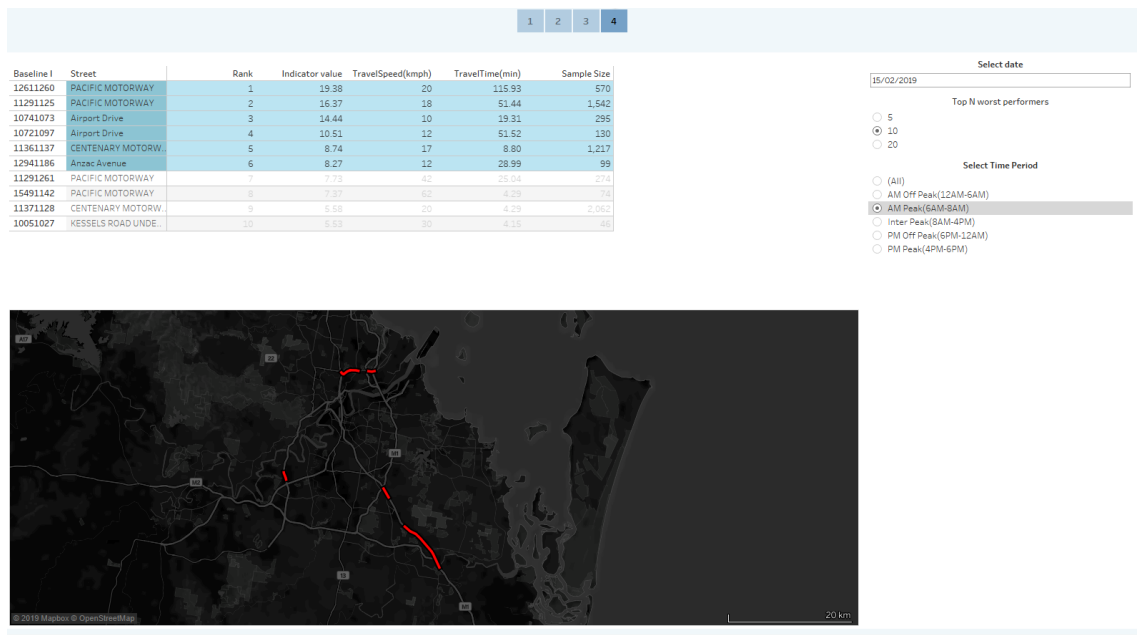 1 2 3 4
Select date
15/02/2019
Top N worst performers
5
10
20
Select Time Period
(All)
AM Off Peak(12AM-6AM)
AM Peak(6AM-8AM)
Inter Peak(8AM-4PM)
PM Off Peak(6PM-12AM)
PM Peak(4PM-6PM)
Baseline I Street Rank Indicator value TravelSpeed(kmph) TravelTime(min) Sample Size
12611260 PACIFIC MOTORWAY 1 19.38 20 115.93 570
11291125 PACIFIC MOTORWAY 2 16.37 18 51.44 1,542
10741073 Airport Drive 3 14.44 10 19.31 295
10721097 Airport Drive 4 10.51 12 51.52 130
11361137 CENTENARY MOTORW.. 5 8.74 17 8.80 1,217
12941186 Anzac Avenue 6 8.27 12 28.99 99
11291261 PACIFIC MOTORWAY 7 7.73 42 25.04 274
15491142 PACIFIC MOTORWAY 8 7.37 62 4.29 74
11371128 CENTENARY MOTORW.. 9 5.58 20 4.29 2,062
10051027 KESSELS ROAD UNDE.. 10 5.53 30 4.15 46
A17
22
M1
M2
13
M1
© 2019 Mapbox © OpenStreetMap
20 km